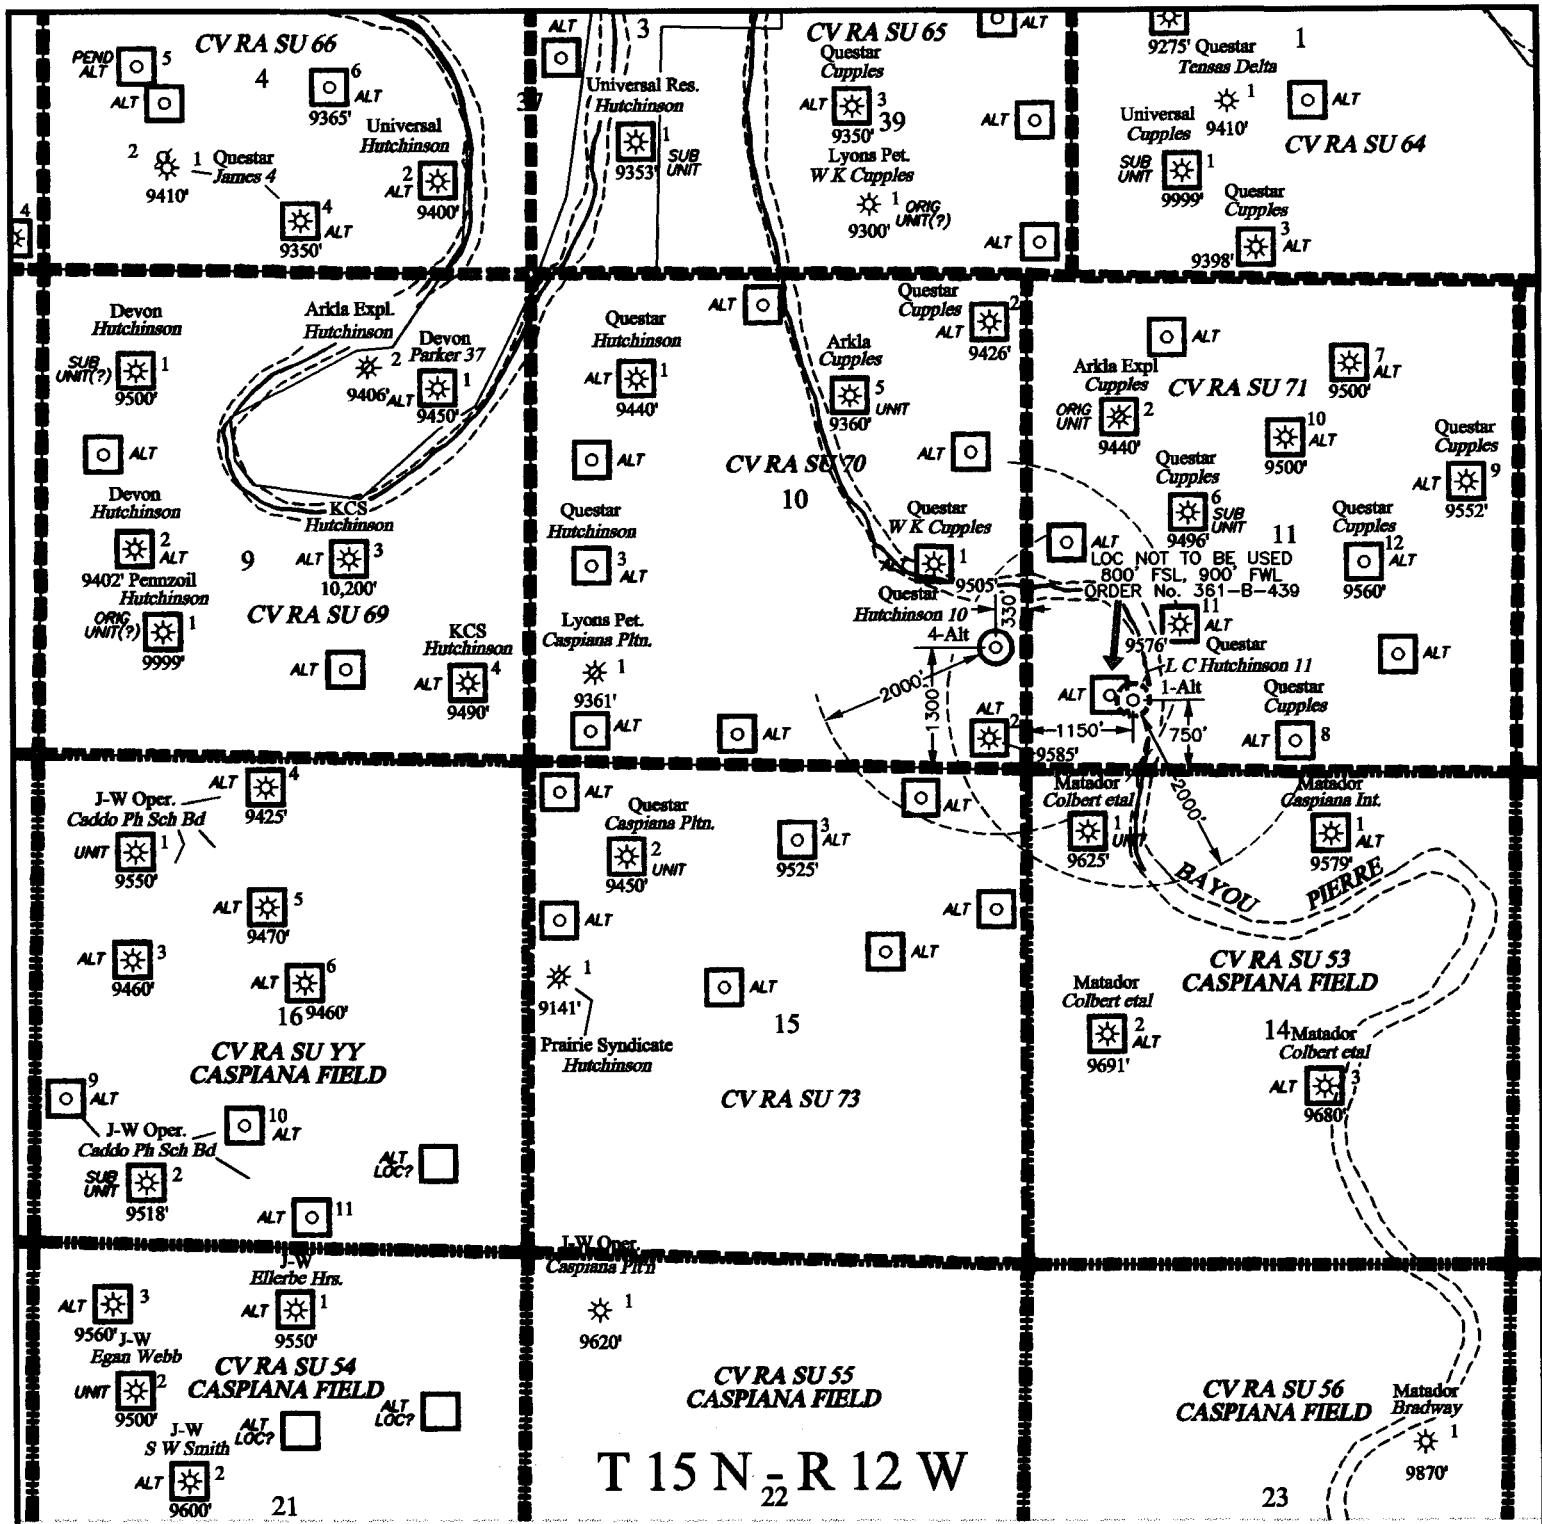 CV RA SU 66
4
PEND
ALT
5
ALT
6
ALT
9365'
Universal
Hutchinson
2
ALT
9400'
2
1
Questar
James 4
9410'
4
ALT
9350'
4
ALT
3
37
Universal Res.
Hutchinson
1
SUB
UNIT
9353'
CV RA SU 65
ALT
Questar
Cupples
ALT
3
9350'
39
Lyons Pet.
W K Cupples
1
ORIG
UNIT(?)
9300'
ALT
ALT
9275'
Questar
Tensas Delta
1
1
9410'
ALT
Universal
Cupples
SUB
UNIT
1
9999'
CV RA SU 64
Questar
Cupples
3
ALT
9398'
Devon
Hutchinson
SUB
UNIT(?)
1
9500'
Arkla Expl.
Hutchinson
2
9406'
Devon
Parker 37
ALT
1
9450'
ALT
Devon
Hutchinson
2
ALT
9402'
Pennzoil
Hutchinson
ORIG
UNIT(?)
1
9999'
9
KCS
Hutchinson
ALT
3
10,200'
CV RA SU 69
ALT
KCS
Hutchinson
ALT
4
9490'
Questar
Hutchinson
ALT
1
9440'
ALT
Arkla
Cupples
5
UNIT
9360'
Questar
Cupples
ALT
2
9426'
ALT
CV RA SU 70
10
ALT
Questar
Hutchinson
3
ALT
Questar
W K Cupples
ALT
1
9505'
Questar
Hutchinson 10
4-Alt
330'
2000'
1300'
Lyons Pet.
Caspiana Pltn.
1
9361'
ALT
ALT
ALT
2
9585'
ALT
7
ALT
9500'
Arkla Expl
Cupples
ORIG
UNIT
2
9440'
CV RA SU 71
10
ALT
9500'
Questar
Cupples
ALT
9
9552'
Questar
Cupples
6
SUB
UNIT
9496'
11
Questar
Cupples
12
ALT
9560'
ALT
LOC NOT TO BE USED
800' FSL, 900' FWL
ORDER No. 361-B-439
11
ALT
9576'
Questar
L C Hutchinson 11
ALT
ALT
1-Alt
1150'
750'
2000'
Questar
Cupples
ALT
8
ALT
4
9425'
J-W Oper.
Caddo Ph Sch Bd
UNIT
1
9550'
ALT
5
9470'
ALT
3
9460'
ALT
6
9460'
16
CV RA SU YY
CASPIANA FIELD
9
ALT
J-W Oper.
Caddo Ph Sch Bd
10
ALT
SUB
UNIT
2
9518'
ALT
LOC?
ALT
11
ALT
Questar
Caspiana Pltn.
2
UNIT
9450'
3
ALT
9525'
ALT
ALT
ALT
ALT
1
9141'
Prairie Syndicate
Hutchinson
ALT
15
CV RA SU 73
Matador
Colbert etal
1
UNIT
9625'
Matador
Caspiana Int.
1
ALT
9579'
BAYOU PIERRE
CV RA SU 53
CASPIANA FIELD
Matador
Colbert etal
2
ALT
9691'
14
Matador
Colbert etal
ALT
3
9680'
ALT
3
9560'
J-W
Ellerbe Hrs.
ALT
1
9550'
J-W
Egan Webb
UNIT
2
9500'
CV RA SU 54
CASPIANA FIELD
ALT
LOC?
ALT
LOC?
J-W
S W Smith
ALT
2
9600'
21
J-W Oper.
Caspiana Plt'n
1
9620'
CV RA SU 55
CASPIANA FIELD
T 15 N - R 12 W
22
CV RA SU 56
CASPIANA FIELD
Matador
Bradway
1
9870'
23